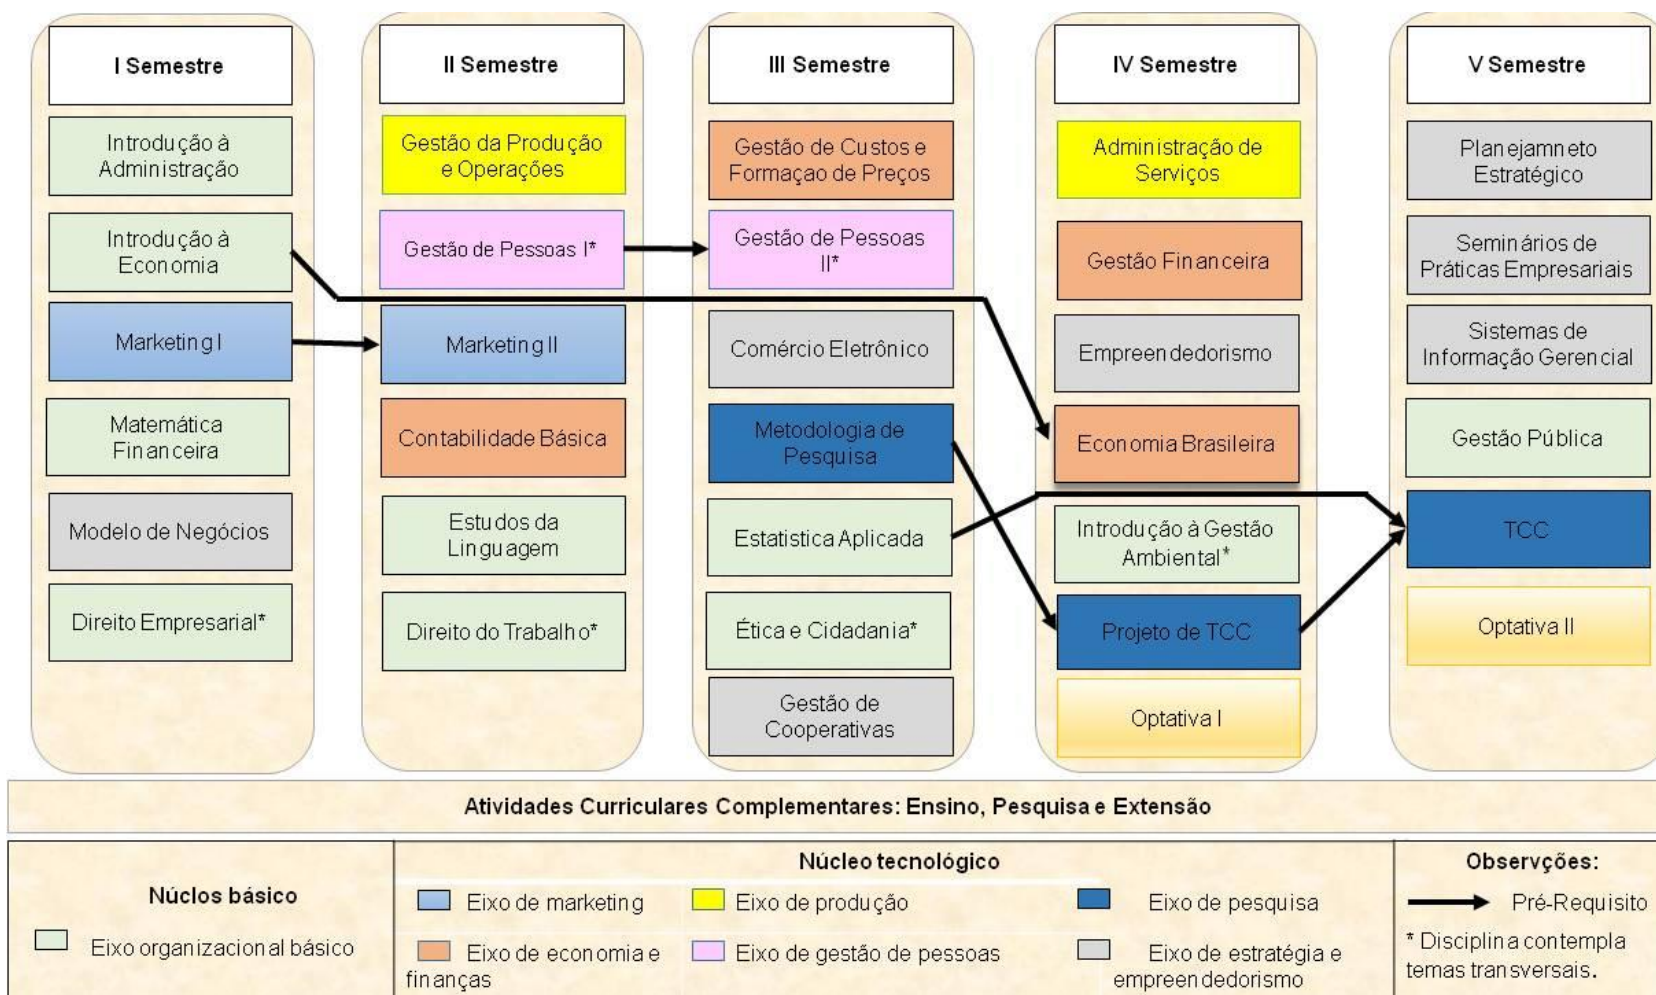 I Semestre
Introdução à
Administração
Introdução à
Economia
Marketing I
Matemática
Financeira
Modelo de Negócios
Direito Empresarial*
II Semestre
Gestão da Produção
e Operações
Gestão de Pessoas I*
Marketing II
Contabilidade Básica
Estudos da
Linguagem
Direito do Trabalho*
III Semestre
Gestão de Custos e
Formaçao de Preços
Gestão de Pessoas
II*
Comércio Eletrônico
Metodologia de
Pesquisa
Estatistica Aplicada
Ética e Cidadania*
Gestão de
Cooperativas
IV Semestre
Administração de
Serviços
Gestão Financeira
Empreendedorismo
Economia Brasileira
Introdução à Gestão
Ambiental*
Projeto de TCC
Optativa I
V Semestre
Planejamneto
Estratégico
Seminários de
Práticas Empresariais
Sistemas de
Informação Gerencial
Gestão Pública
TCC
Optativa II
Atividades Curriculares Complementares: Ensino, Pesquisa e Extensão
Núclos básico
Eixo organizacional básico
Núcleo tecnológico
Eixo de marketing
Eixo de produção
Eixo de pesquisa
Eixo de economia e
finanças
Eixo de gestão de pessoas
Eixo de estratégia e
empreendedorismo
Observções:
Pré-Requisito
* Disciplina contempla
temas transversais.